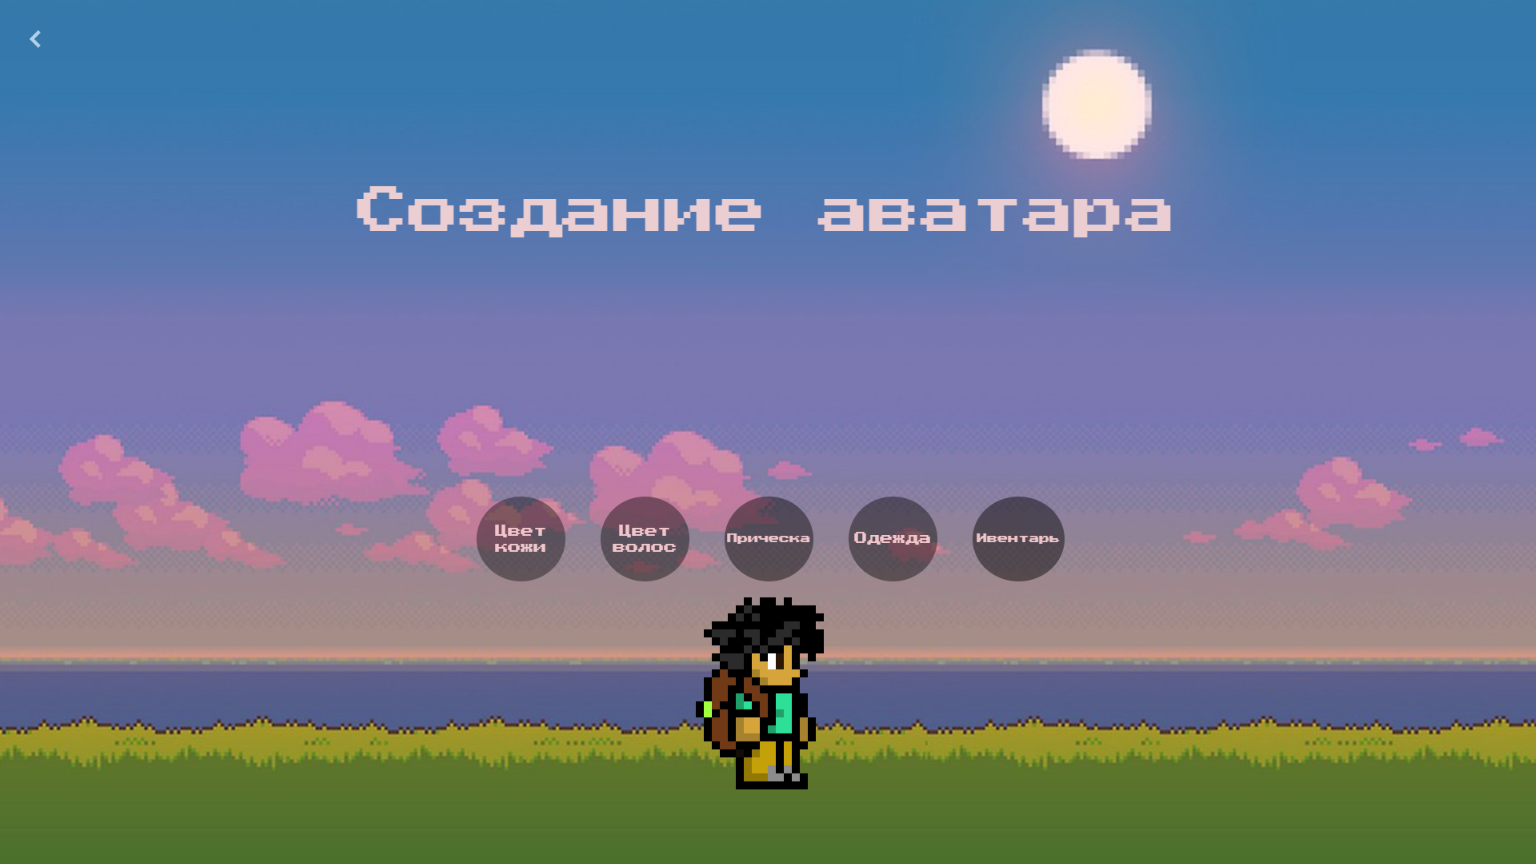 Создание аватара
Цвет
кожи
Цвет
волос
Прическа
Одежда
Ивентарь